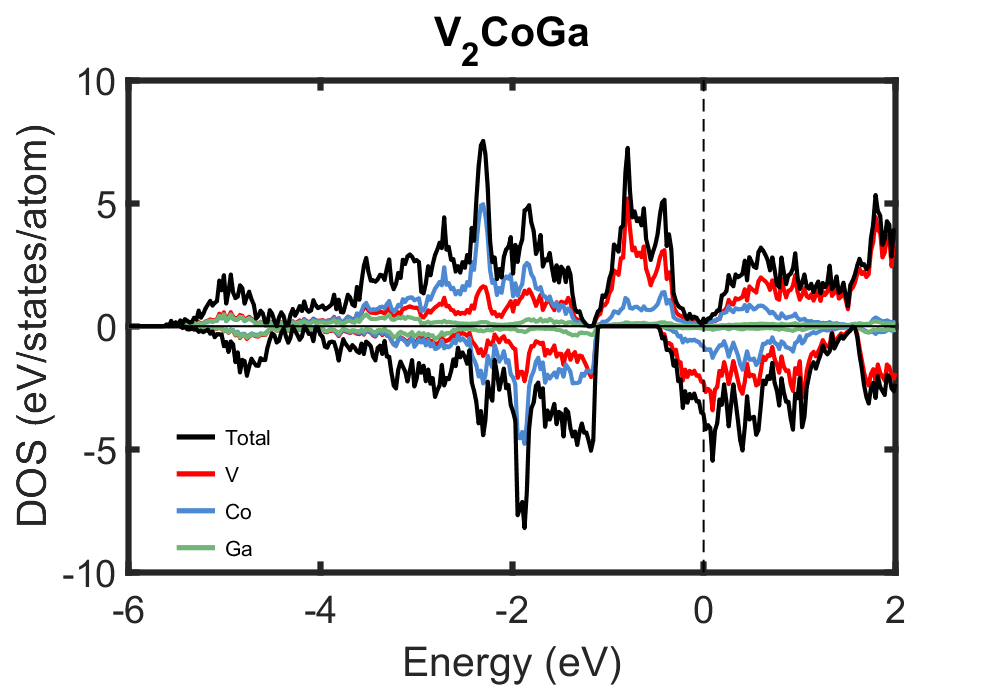 V2CoGa
10
5
0
-5
-10
DOS (eV/states/atom)
Total
V
Co
Ga
-6 -4 -2 0 2
Energy (eV)